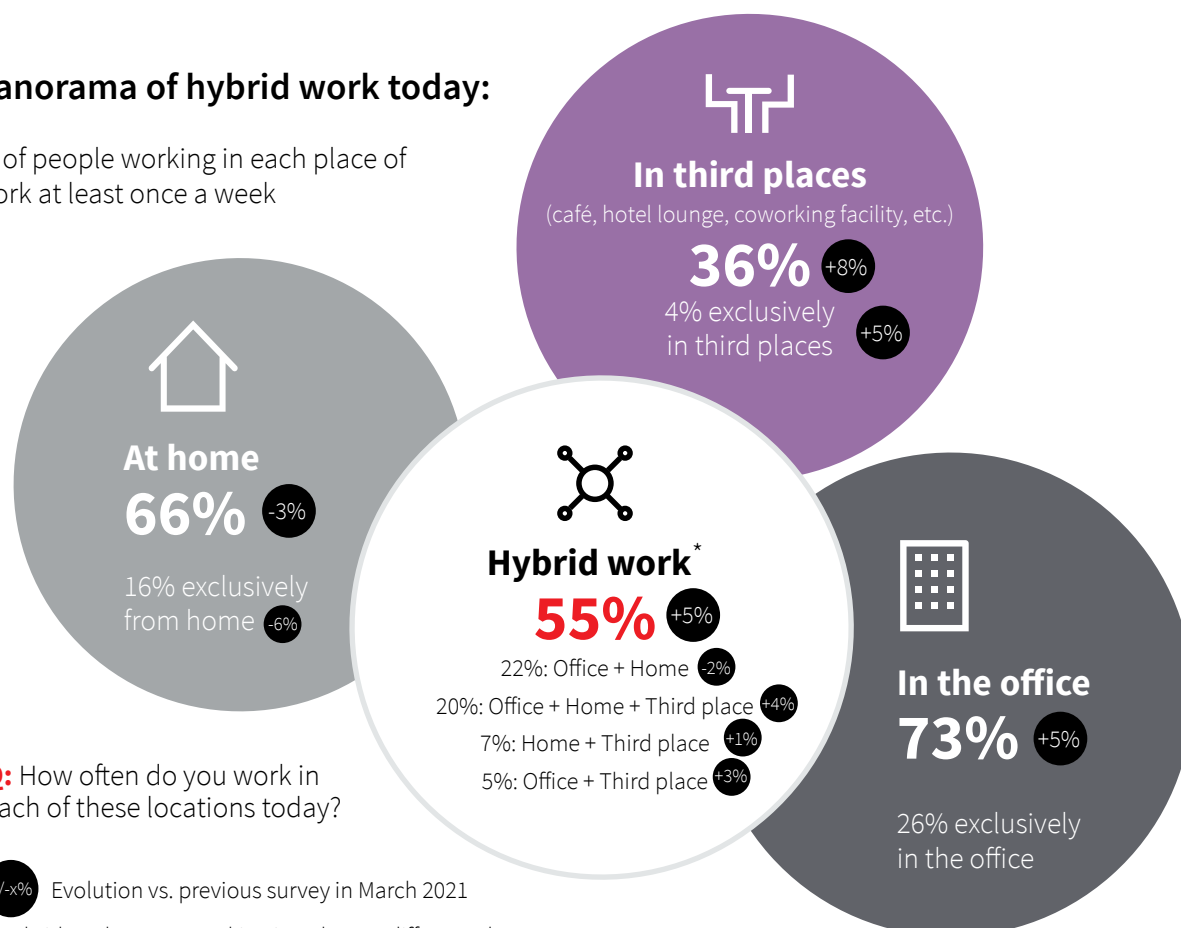 anorama of hybrid work today:
of people working in each place of
ork at least once a week
In third places
(café, hotel lounge, coworking facility, etc.)
36% +8%
4% exclusively
in third places +5%
At home
66% -3%
16% exclusively
from home -6%
Hybrid work*
55% +5%
22%: Office + Home -2%
20%: Office + Home + Third place +4%
7%: Home + Third place +1%
5%: Office + Third place +3%
In the office
73% +5%
26% exclusively
in the office
: How often do you work in
ach of these locations today?
/-x% Evolution vs. previous survey in March 2021